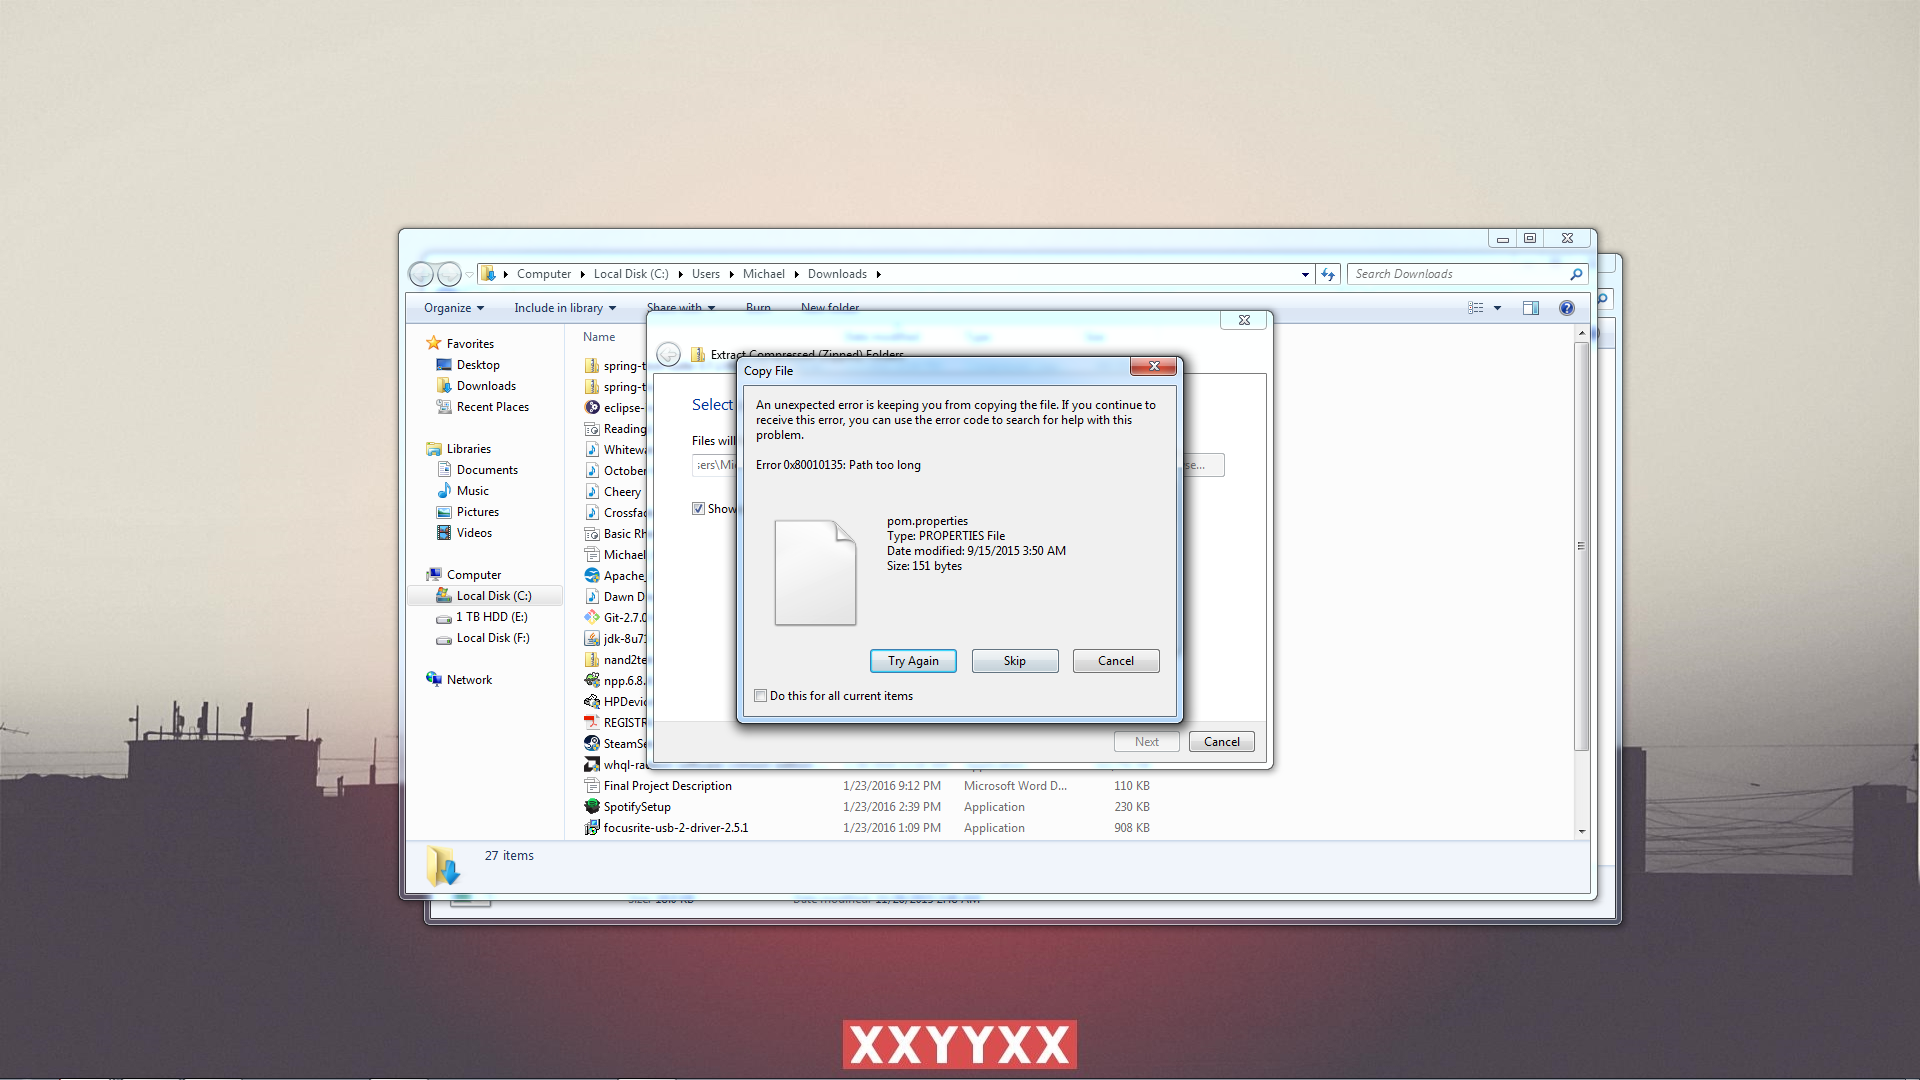 Computer
Local Disk (C:)
Users
Michael
Downloads
Search Downloads
Organize
Include in library
Share with
Burn
New folder
Favorites
Desktop
Downloads
Recent Places
Libraries
Documents
Music
Pictures
Videos
Computer
Local Disk (C:)
1 TB HDD (E:)
Local Disk (F:)
Network
Name
spring-t
spring-t
eclipse-
Reading
Whitewa
October
Cheery
Crossfad
Basic Rh
Michael
Apache_
Dawn D
Git-2.7.0
jdk-8u7
nand2te
npp.6.8.
HPDevic
REGISTR
SteamSe
whql-ra
Final Project Description 1/23/2016 9:12 PM Microsoft Word D... 110 KB
SpotifySetup 1/23/2016 2:39 PM Application 230 KB
focusrite-usb-2-driver-2.5.1 1/23/2016 1:09 PM Application 908 KB
27 items
Extract Compressed (Zipped) Folders
Select
Files will
ers\Mi
se...
Show
Next
Cancel
Copy File
An unexpected error is keeping you from copying the file. If you continue to
receive this error, you can use the error code to search for help with this
problem.
Error 0x80010135: Path too long
pom.properties
Type: PROPERTIES File
Date modified: 9/15/2015 3:50 AM
Size: 151 bytes
Try Again
Skip
Cancel
Do this for all current items
XXYYXX